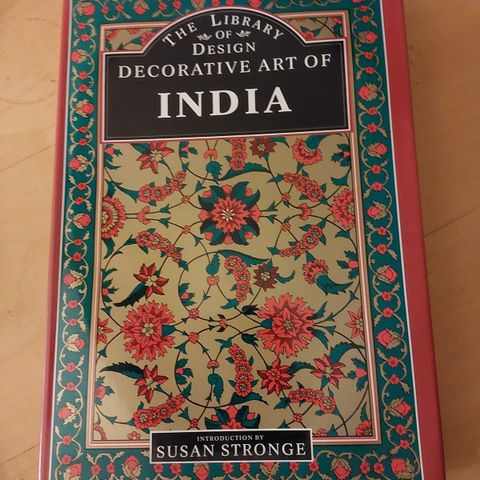 THE LIBRARY
OF
DESIGN
DECORATIVE ART OF
INDIA
INTRODUCTION BY
SUSAN STRONGE